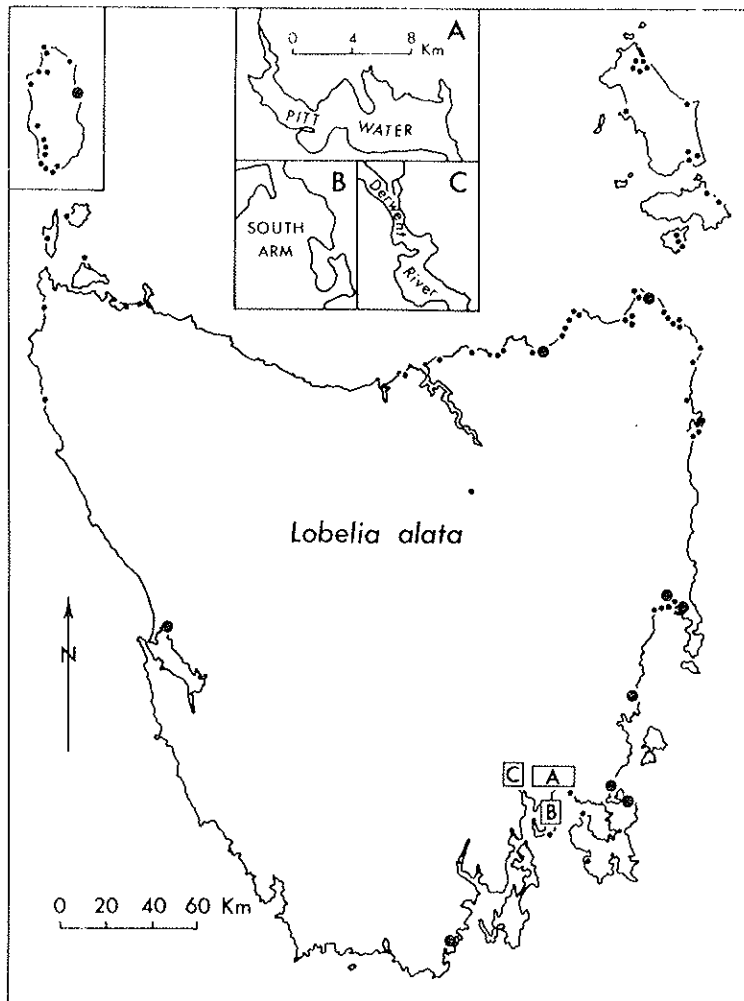 A
0 4 8
Km
PITT WATER
B
C
SOUTH
ARM
Derwent
River
Lobelia alata
N
C
A
B
0 20 40 60 Km